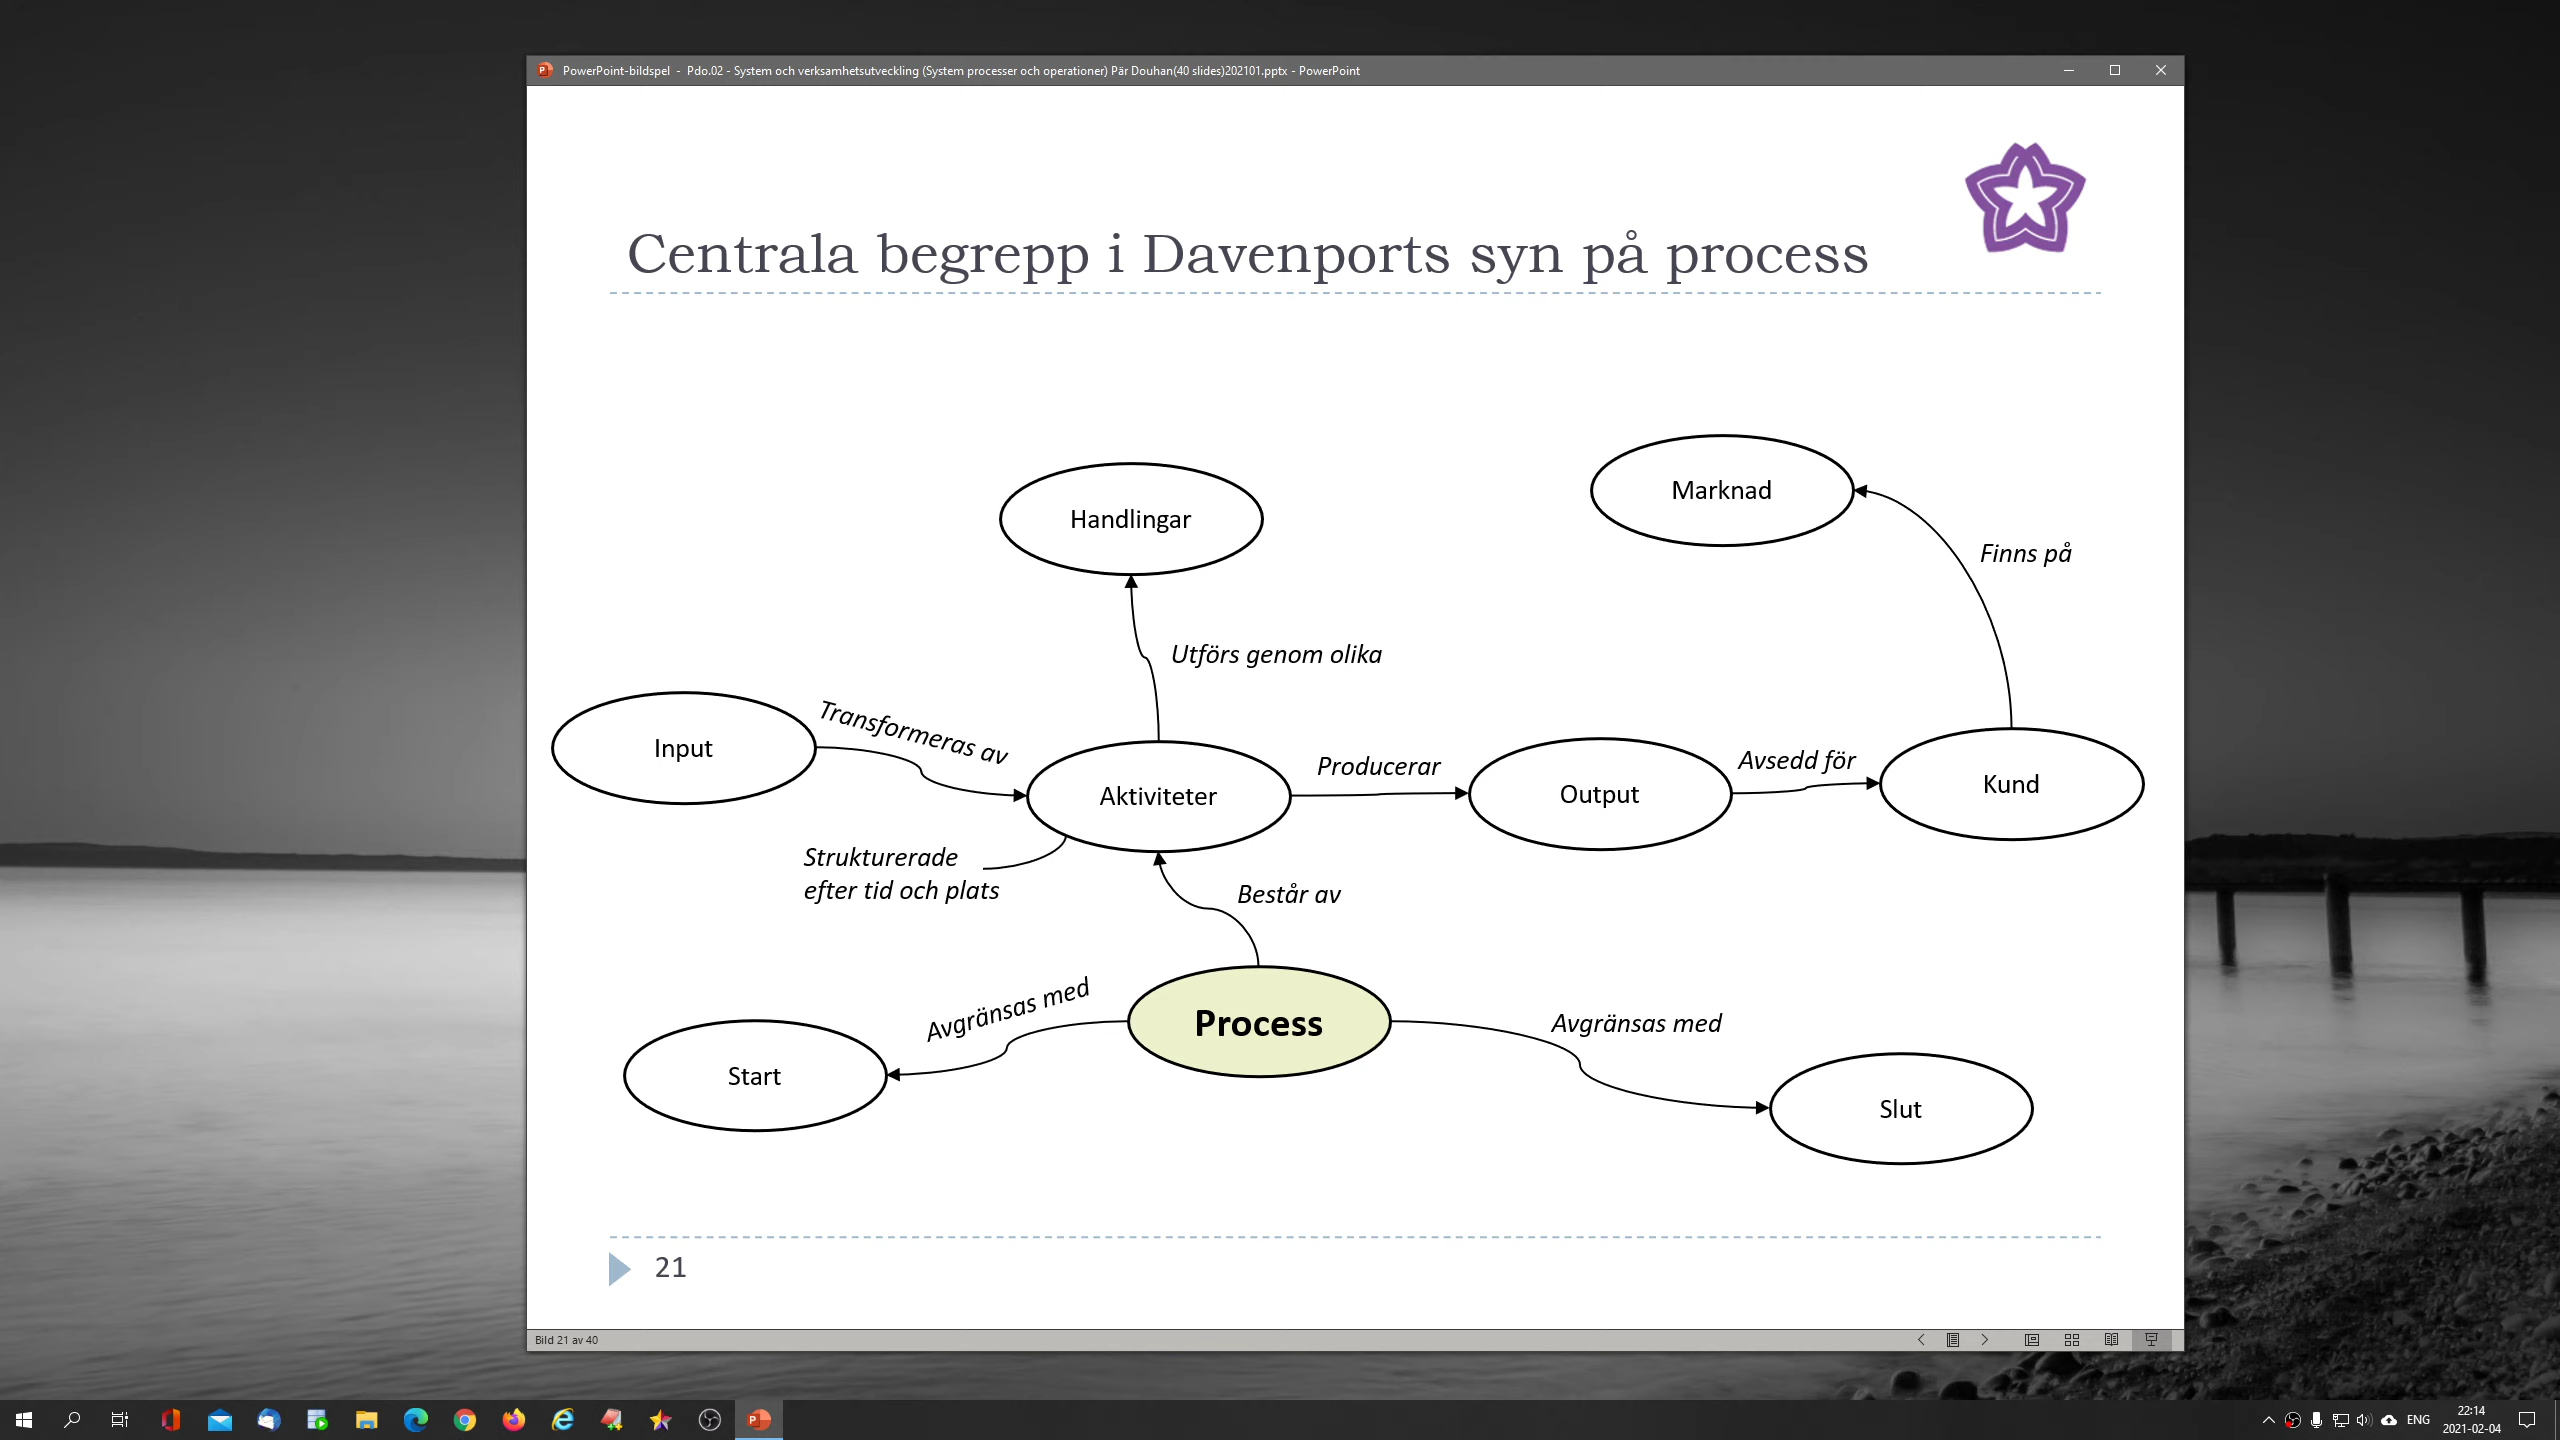 PowerPoint-bildspel - Pdo.02 - System och verksamhetsutveckling (System processer och operationer) Pär Douhan(40 slides)202101.pptx - PowerPoint
Centrala begrepp i Davenports syn på process
Marknad
Handlingar
Finns på
Utförs genom olika
Transformeras av
Input
Aktiviteter
Producerar
Output
Avsedd för
Kund
Strukturerade
efter tid och plats
Består av
Avgränsas med
Process
Avgränsas med
Start
Slut
21
Bild 21 av 40
ENG
22:14
2021-02-04